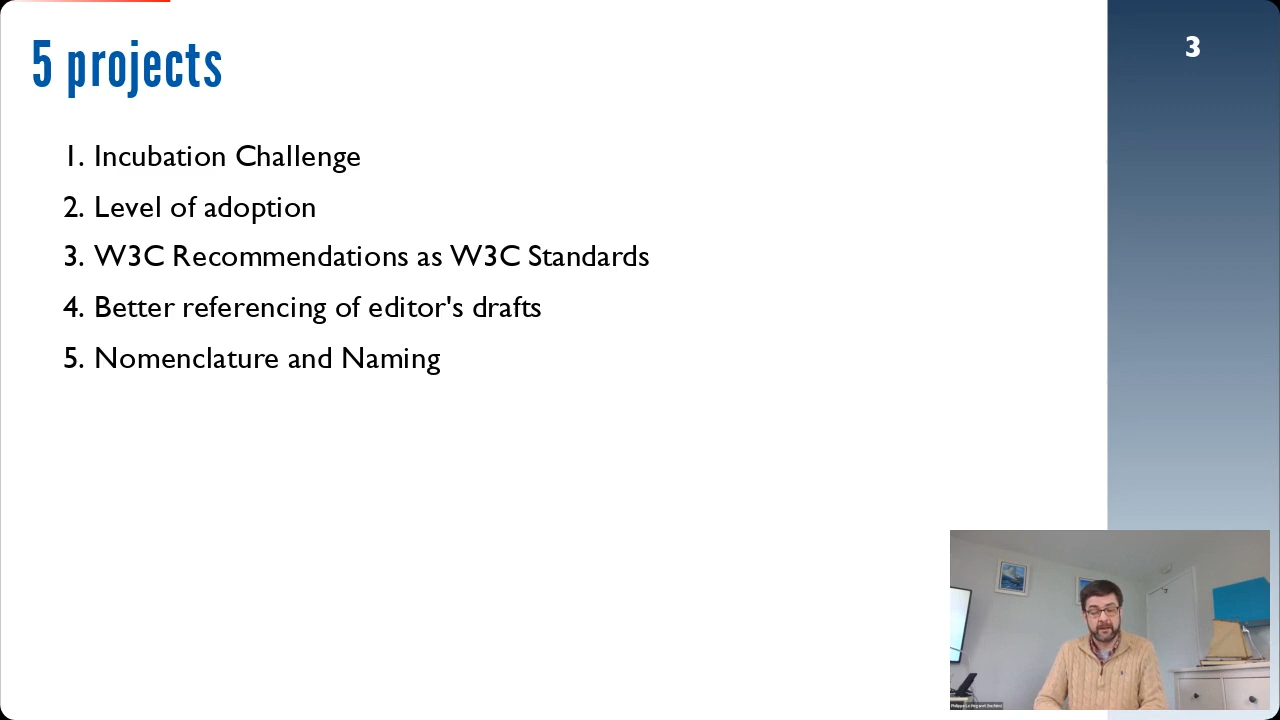 5 projects
3
1. Incubation Challenge
2. Level of adoption
3. W3C Recommendations as W3C Standards
4. Better referencing of editor's drafts
5. Nomenclature and Naming